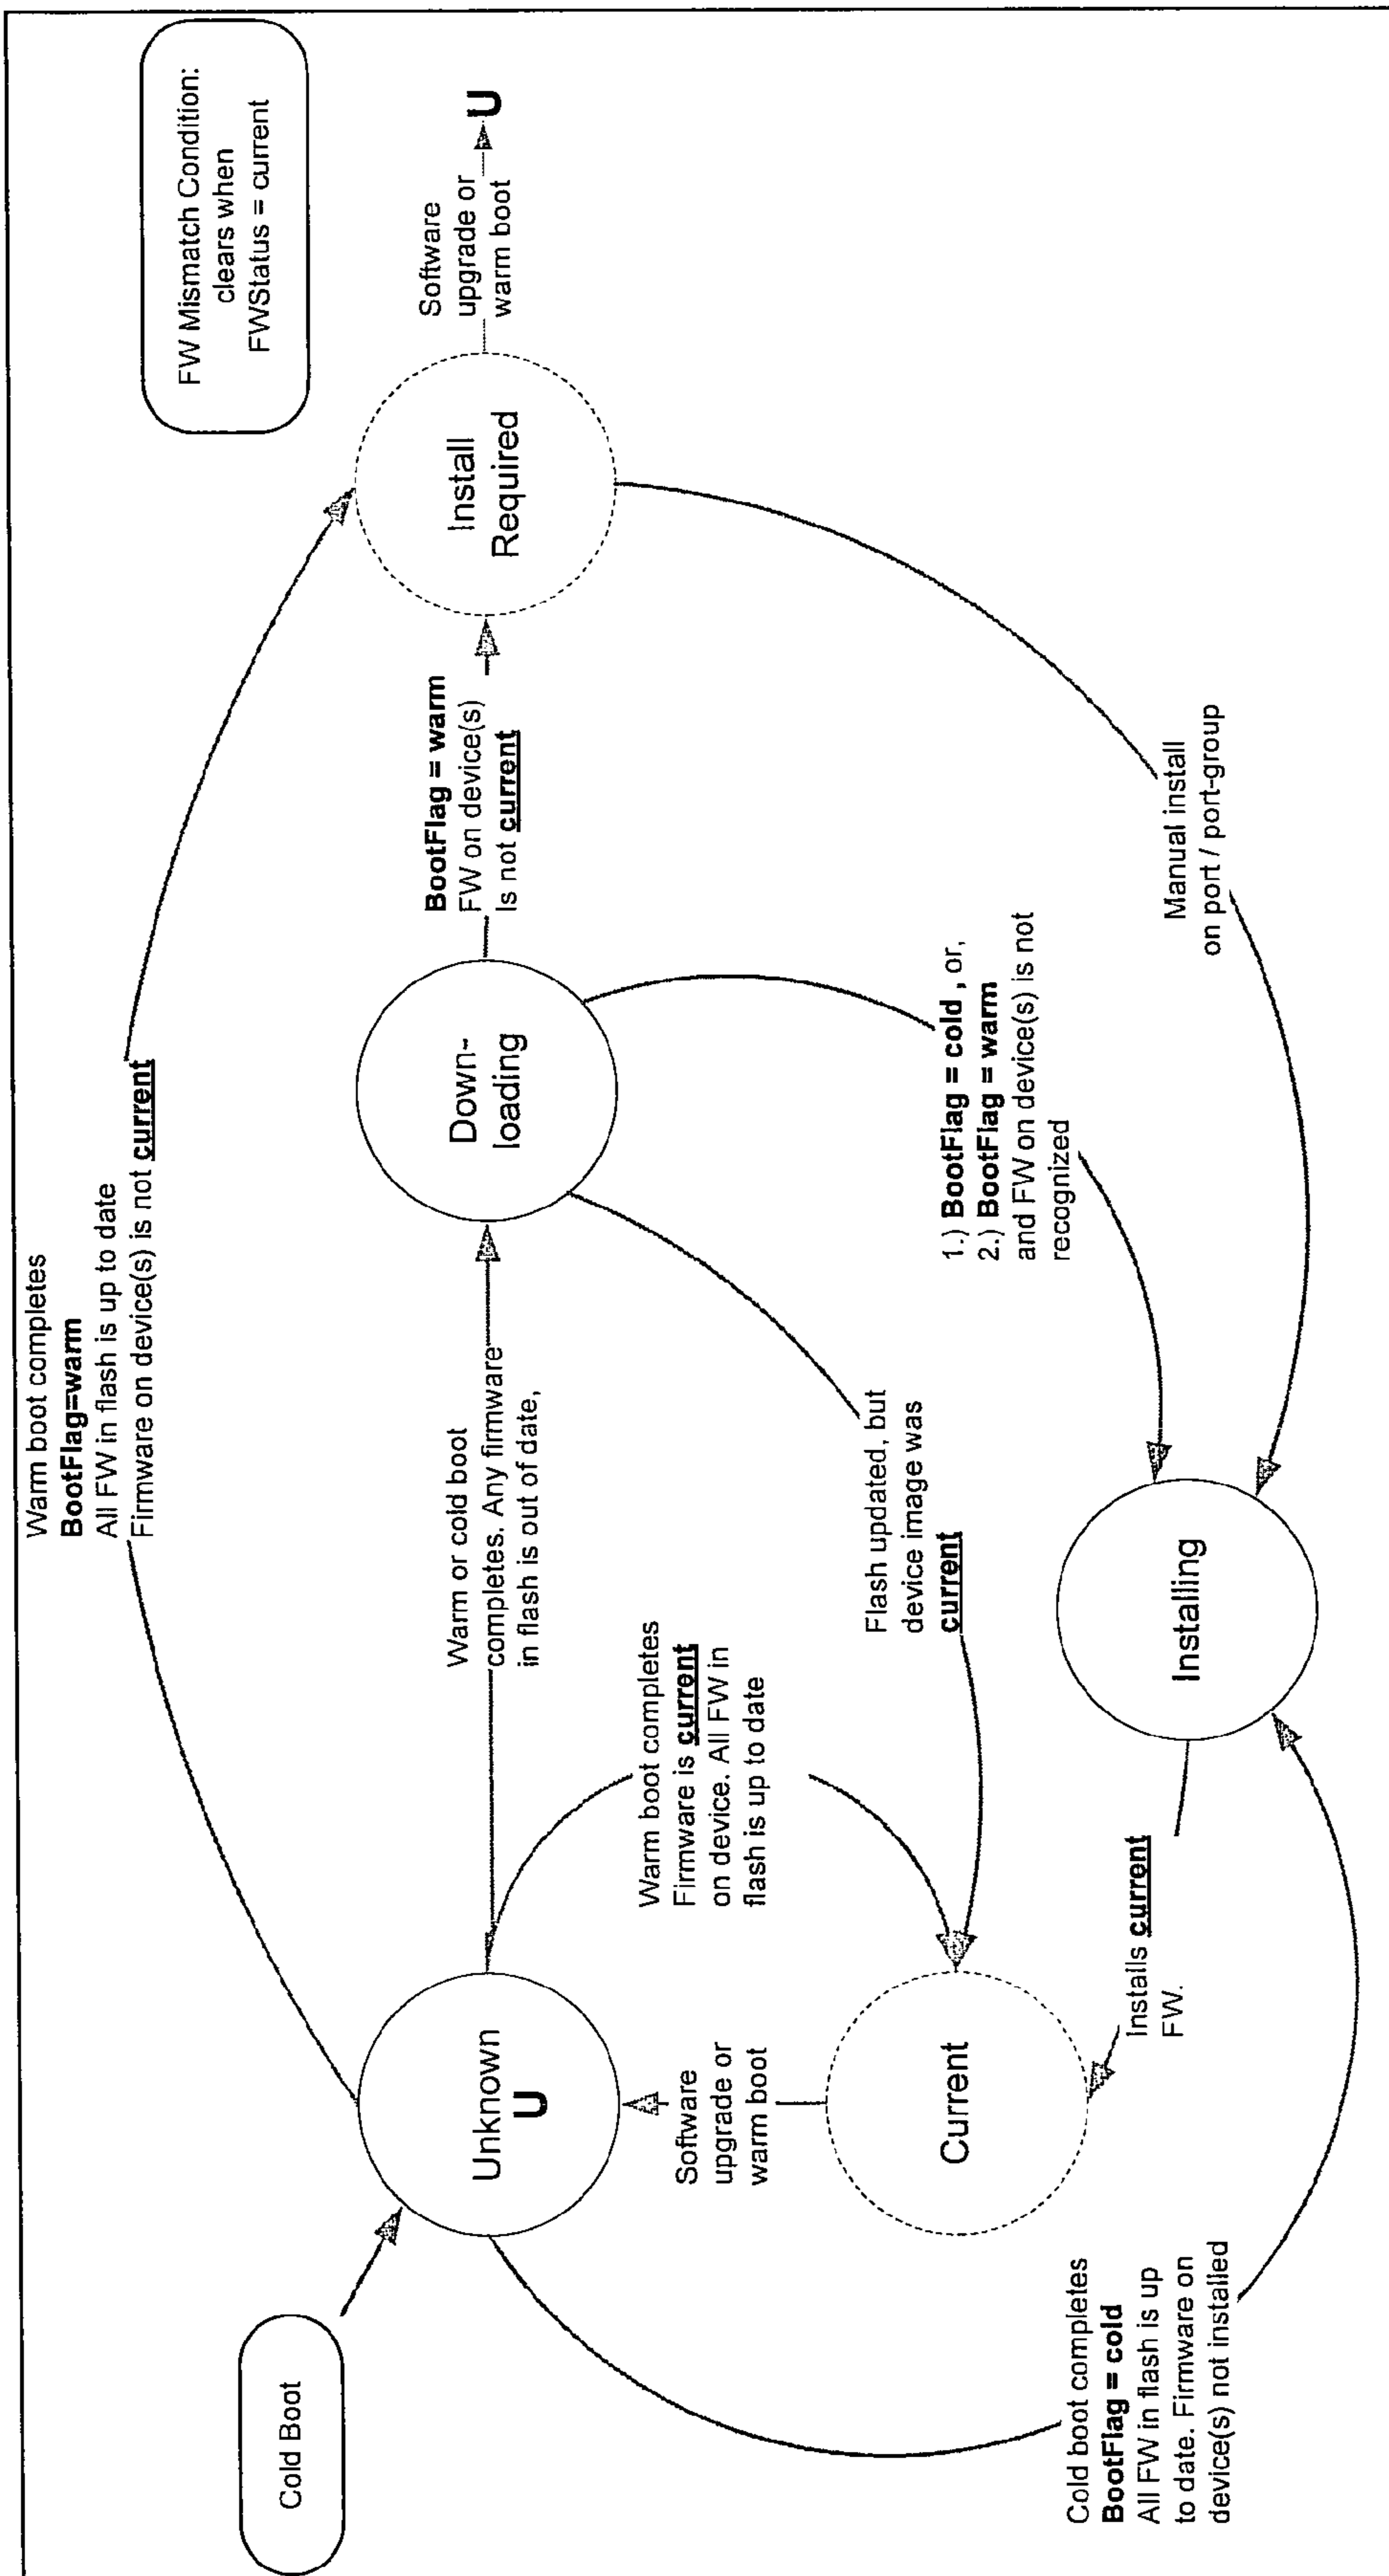 Warm boot completes
BootFlag=warm
All FW in flash is up to date
Firmware on device(s) is not current
FW Mismatch Condition:
clears when
FWStatus = current
Cold Boot
Unknown
U
Warm or cold boot
completes. Any firmware
in flash is out of date,
Down-
loading
BootFlag = warm
FW on device(s)
Is not current
Install
Required
Software
upgrade or
warm boot
U
Software
upgrade or
warm boot
Warm boot completes
Firmware is current
on device. All FW in
flash is up to date
Flash updated, but
device image was
current
1.) BootFlag = cold , or,
2.) BootFlag = warm
and FW on device(s) is not
recognized
Manual install
on port / port-group
Current
Installs current
FW.
Installing
Cold boot completes
BootFlag = cold
All FW in flash is up
to date. Firmware on
device(s) not installed